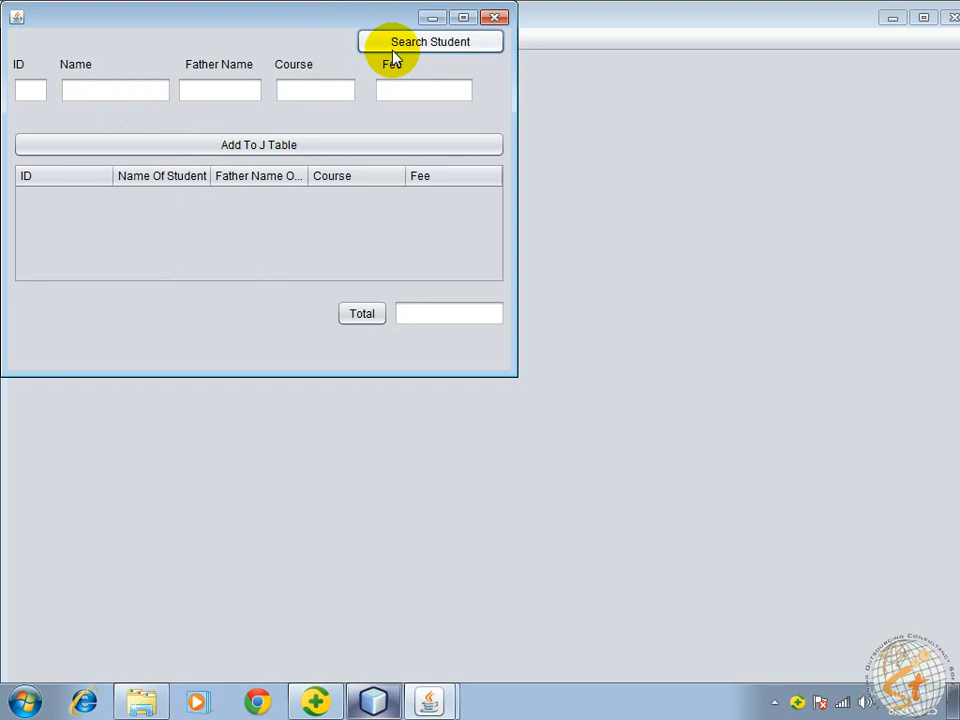 Search Student
ID Name Father Name Course Fee
Add To J Table
ID Name Of Student Father Name O... Course Fee
Total